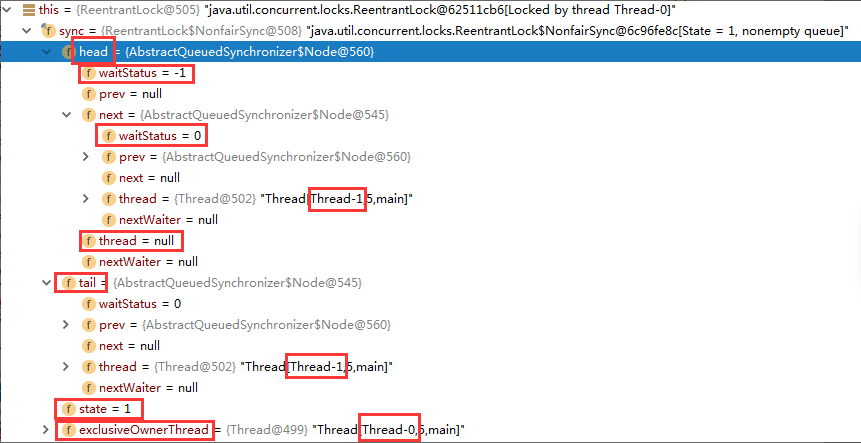 this = {ReentrantLock@505} "java.util.concurrent.locks.ReentrantLock@62511cb6[Locked by thread Thread-0]"
f sync = {ReentrantLock$NonfairSync@508} "java.util.concurrent.locks.ReentrantLock$NonfairSync@6c96fe8c[State = 1, nonempty queue]"
f head = {AbstractQueuedSynchronizer$Node@560}
f waitStatus = -1
f prev = null
f next = {AbstractQueuedSynchronizer$Node@545}
f waitStatus = 0
f prev = {AbstractQueuedSynchronizer$Node@560}
f next = null
f thread = {Thread@502} "Thread[Thread-1,5,main]"
f nextWaiter = null
f thread = null
f nextWaiter = null
f tail = {AbstractQueuedSynchronizer$Node@545}
f waitStatus = 0
f prev = {AbstractQueuedSynchronizer$Node@560}
f next = null
f thread = {Thread@502} "Thread[Thread-1,5,main]"
f nextWaiter = null
f state = 1
f exclusiveOwnerThread = {Thread@499} "Thread[Thread-0,5,main]"